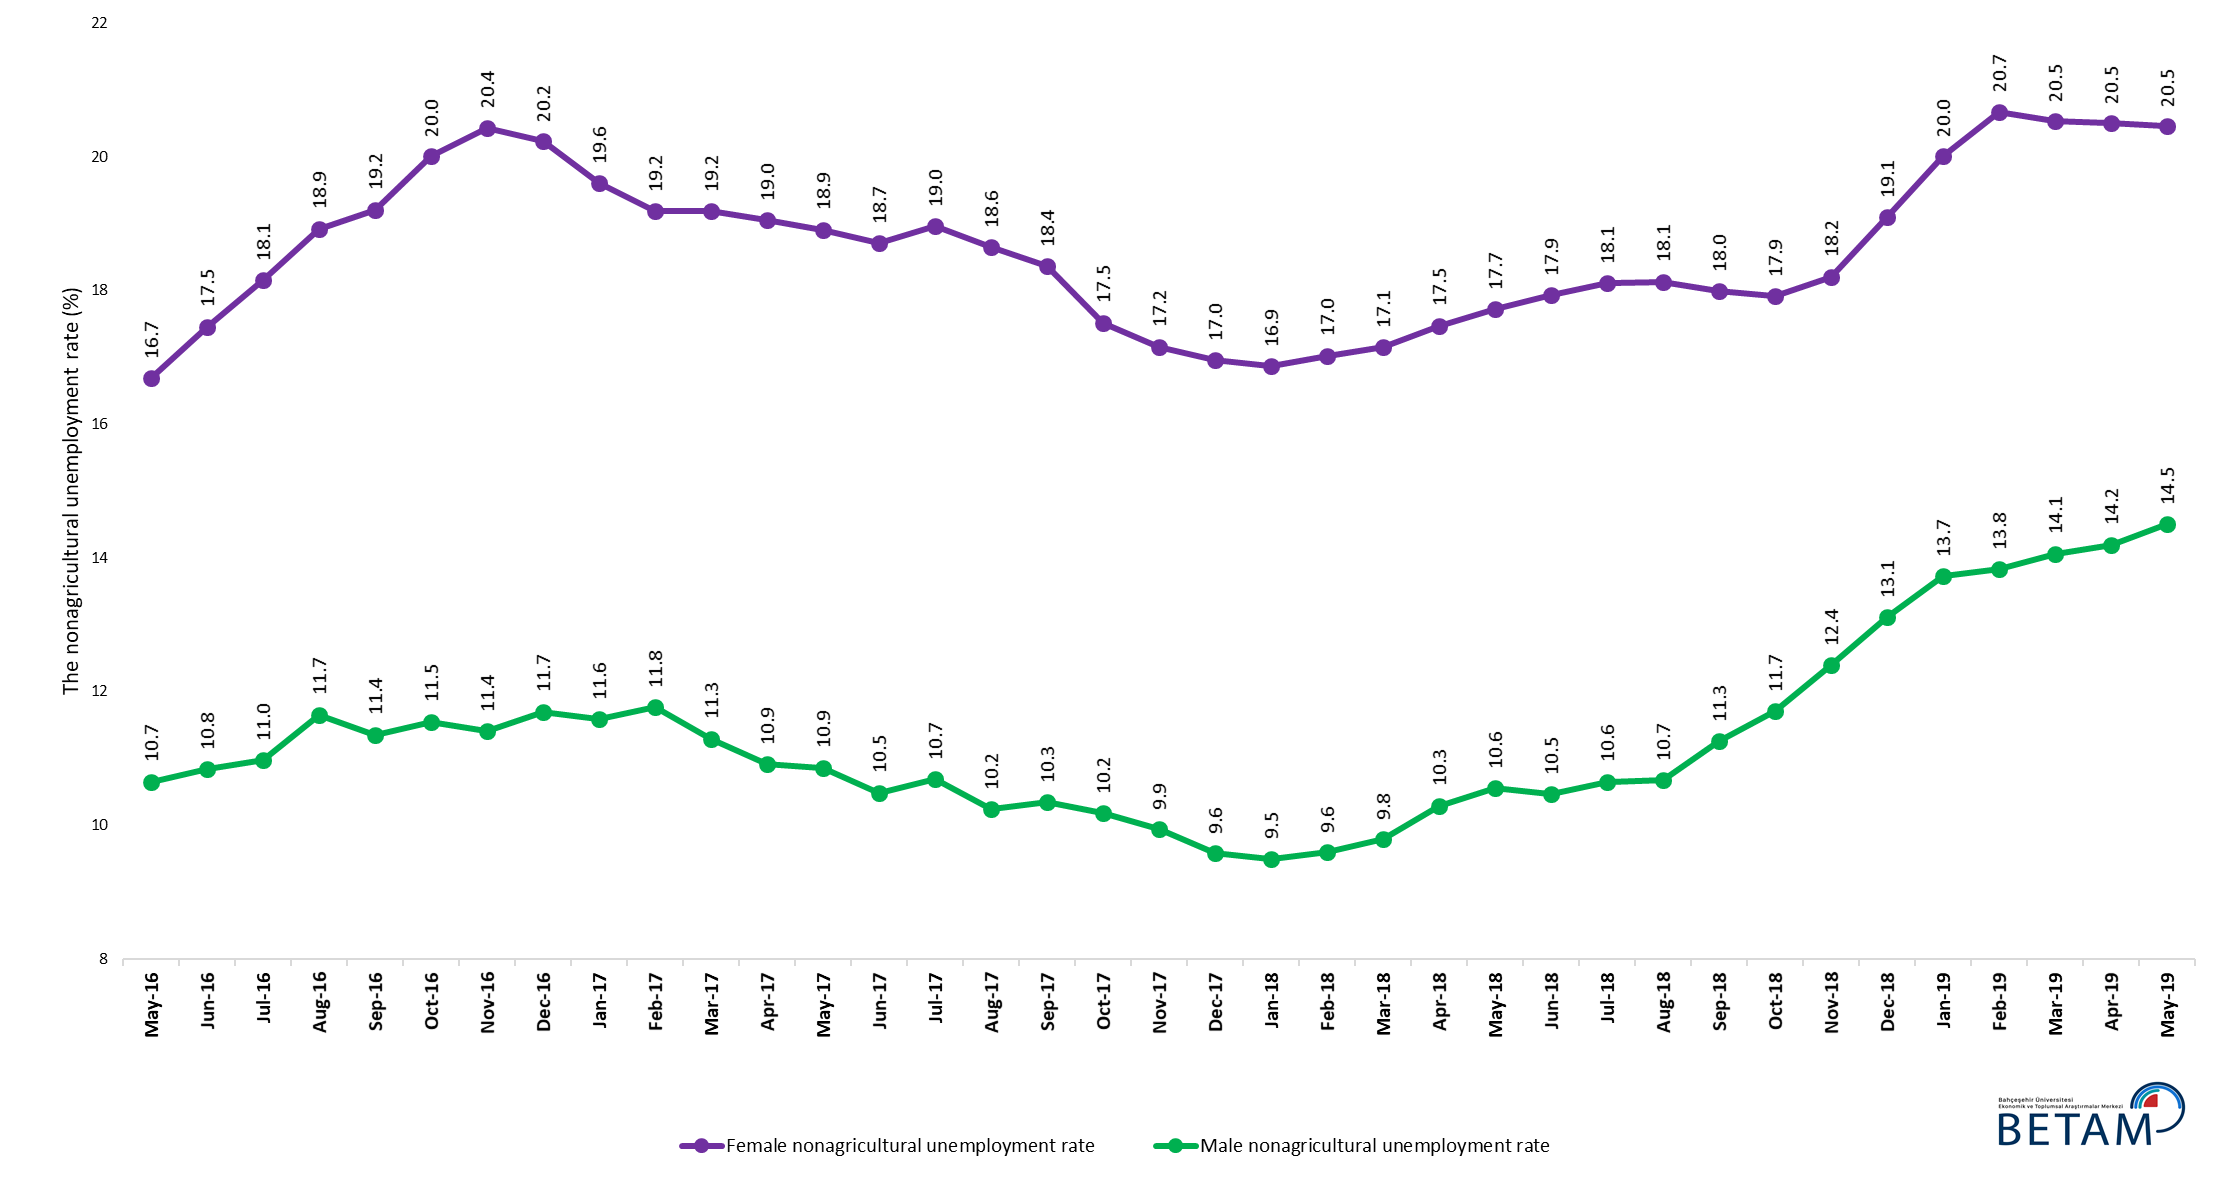 22
20
18
16
14
12
10
8
The nonagricultural unemployment rate (%)
16.7 17.5 18.1 18.9 19.2 20.0 20.4 20.2 19.6 19.2 19.2 19.0 18.9 18.7 19.0 18.6 18.4 17.5 17.2 17.0 16.9 17.0 17.1 17.5 17.7 17.9 18.1 18.1 18.0 17.9 18.2 19.1 20.0 20.7 20.5 20.5 20.5
10.7 10.8 11.0 11.7 11.4 11.5 11.4 11.7 11.6 11.8 11.3 10.9 10.9 10.5 10.7 10.2 10.3 10.2 9.9 9.6 9.5 9.6 9.8 10.3 10.6 10.5 10.6 10.7 11.3 11.7 12.4 13.1 13.7 13.8 14.1 14.2 14.5
May-16 Jun-16 Jul-16 Aug-16 Sep-16 Oct-16 Nov-16 Dec-16 Jan-17 Feb-17 Mar-17 Apr-17 May-17 Jun-17 Jul-17 Aug-17 Sep-17 Oct-17 Nov-17 Dec-17 Jan-18 Feb-18 Mar-18 Apr-18 May-18 Jun-18 Jul-18 Aug-18 Sep-18 Oct-18 Nov-18 Dec-18 Jan-19 Feb-19 Mar-19 Apr-19 May-19
Female nonagricultural unemployment rate
Male nonagricultural unemployment rate
Bahçeşehir Üniversitesi
Ekonomik ve Toplumsal Araştırmalar Merkezi
BETAM